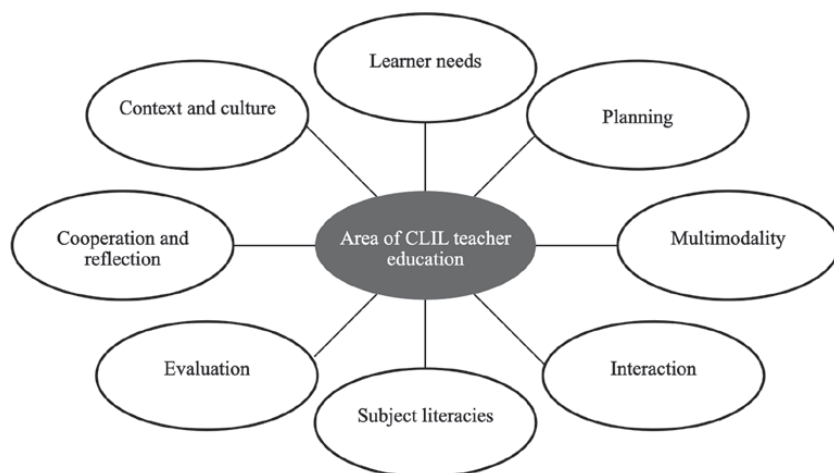 Learner needs
Context and culture
Planning
Cooperation and
reflection
Area of CLIL teacher
education
Multimodality
Evaluation
Interaction
Subject literacies